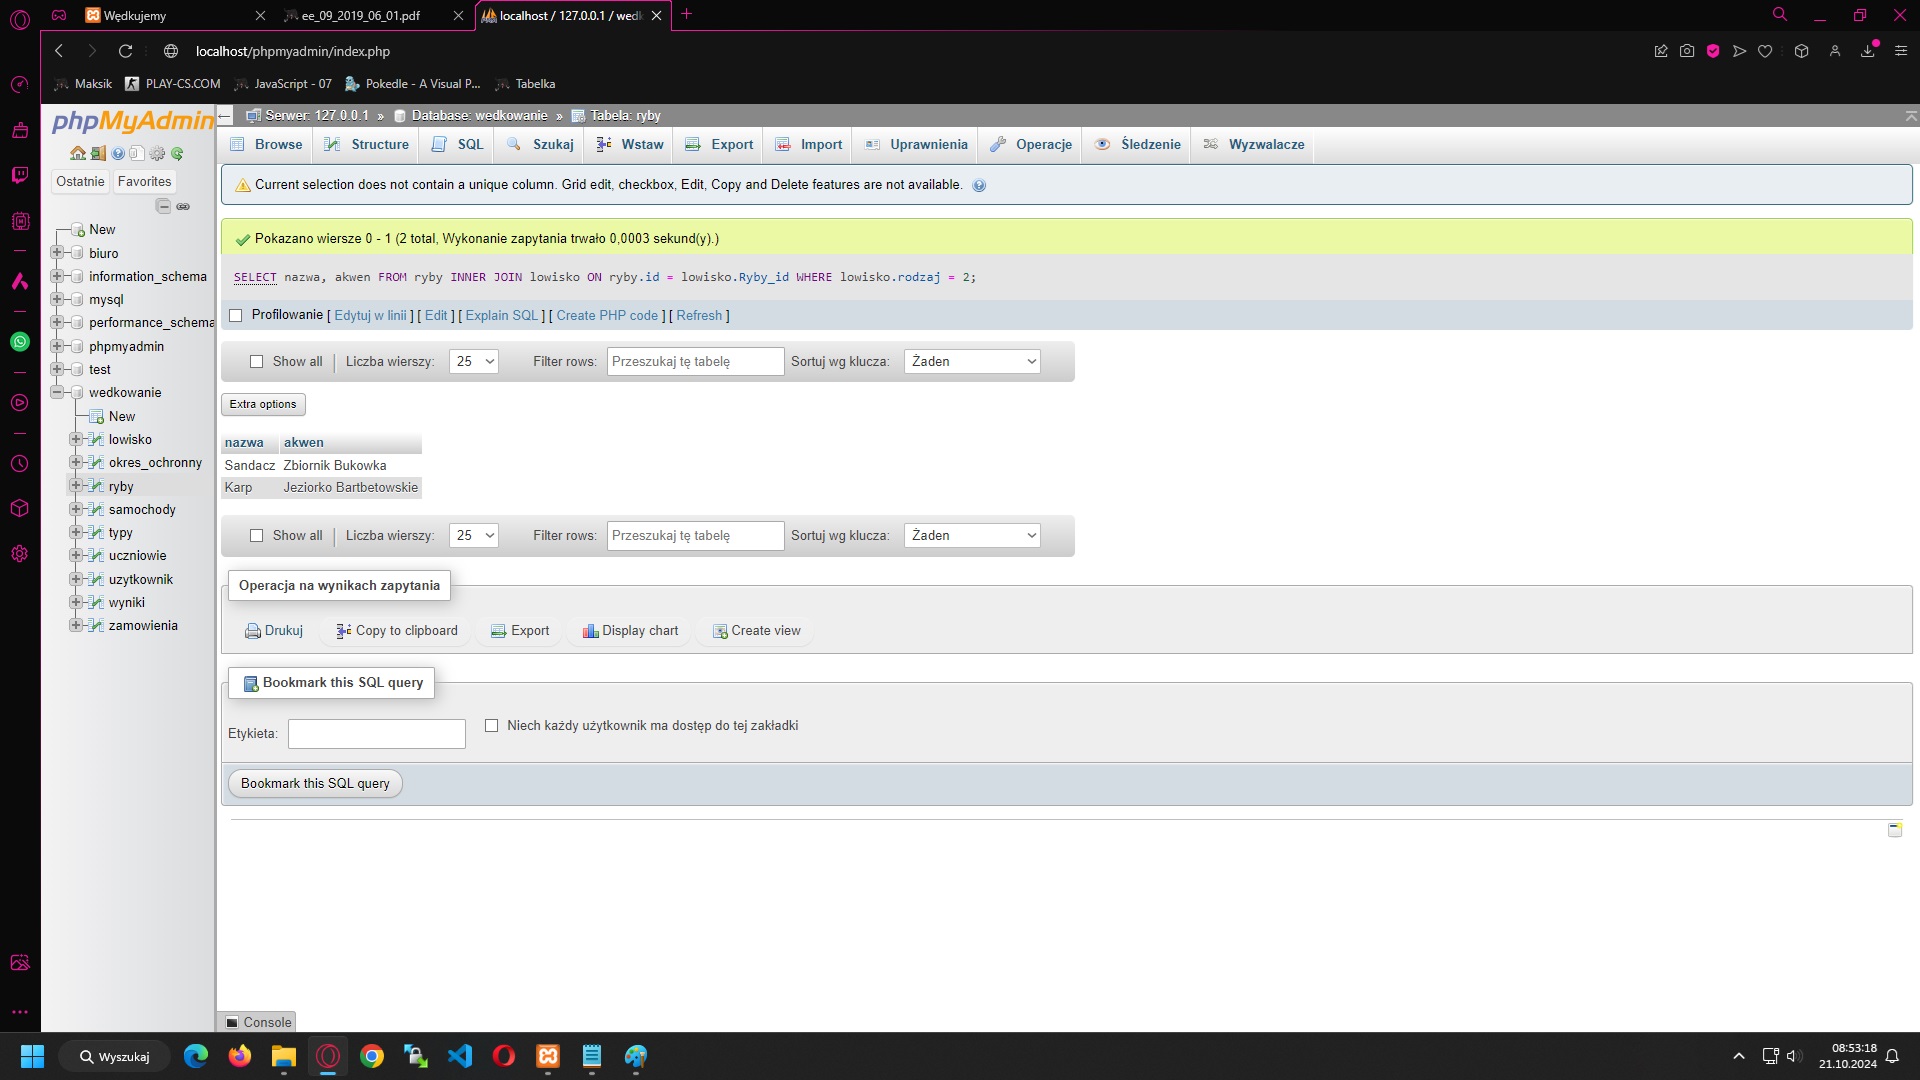 Wędkujemy
ee_09_2019_06_01.pdf
localhost / 127.0.0.1 / wedk
localhost/phpmyadmin/index.php
Maksik
PLAY-CS.COM
JavaScript - 07
Pokedle - A Visual P...
Tabelka
phpMyAdmin
Serwer: 127.0.0.1 » Database: wedkowanie » Tabela: ryby
Browse
Structure
SQL
Szukaj
Wstaw
Export
Import
Uprawnienia
Operacje
Śledzenie
Wyzwalacze
Ostatnie
Favorites
New
biuro
information_schema
mysql
performance_schema
phpmyadmin
test
wedkowanie
New
lowisko
okres_ochronny
ryby
samochody
typy
uczniowie
uzytkownik
wyniki
zamowienia
Current selection does not contain a unique column. Grid edit, checkbox, Edit, Copy and Delete features are not available.
Pokazano wiersze 0 - 1 (2 total, Wykonanie zapytania trwało 0,0003 sekund(y).)
SELECT nazwa, akwen FROM ryby INNER JOIN lowisko ON ryby.id = lowisko.Ryby_id WHERE lowisko.rodzaj = 2;
Profilowanie [ Edytuj w linii ] [ Edit ] [ Explain SQL ] [ Create PHP code ] [ Refresh ]
Show all
Liczba wierszy: 25
Filter rows: Przeszukaj tę tabelę
Sortuj wg klucza: Żaden
Extra options
nazwa akwen
Sandacz Zbiornik Bukowka
Karp Jeziorko Bartbetowskie
Show all
Liczba wierszy: 25
Filter rows: Przeszukaj tę tabelę
Sortuj wg klucza: Żaden
Operacja na wynikach zapytania
Drukuj
Copy to clipboard
Export
Display chart
Create view
Bookmark this SQL query
Etykieta:
Niech każdy użytkownik ma dostęp do tej zakładki
Bookmark this SQL query
Console
Wyszukaj
08:53:18
21.10.2024